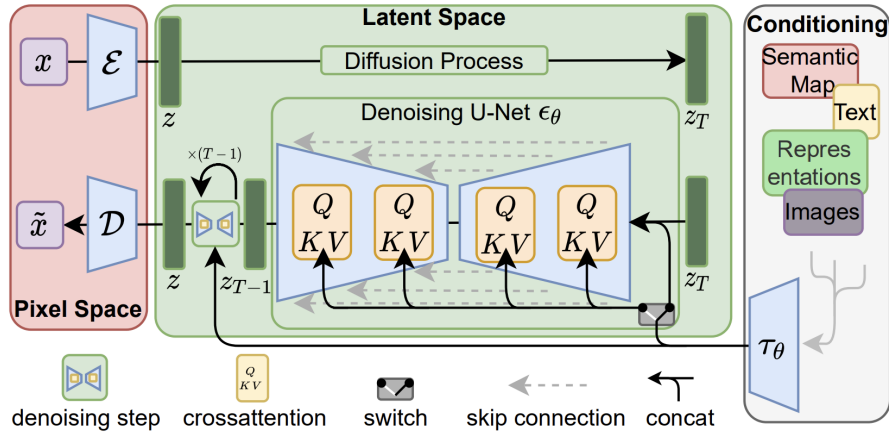 Latent Space
Conditioning
x
ℰ
Diffusion Process
Semantic
Map
z
z_T
Text
Denoising U-Net ϵ_θ
Repres
entations
×(T−1)
Images
Q
KV
Q
KV
Q
KV
Q
KV
x̃
𝒟
z
z_{T−1}
z_T
Pixel Space
τ_θ
Q
KV
denoising step
crossattention
switch
skip connection
concat